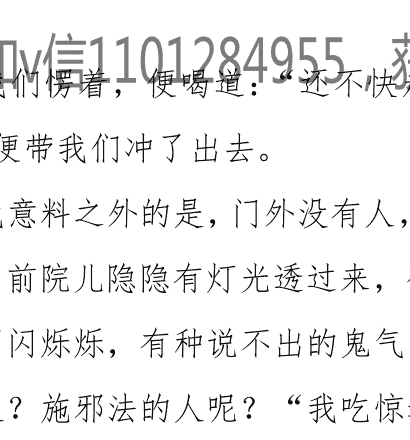 加v信1101284955，获
我们愣着，便喝道：“还不快
便带我们冲了出去。
意料之外的是，门外没有人，
前院儿隐隐有灯光透过来，
闪烁烁，有种说不出的鬼气
？施邪法的人呢？“我吃惊